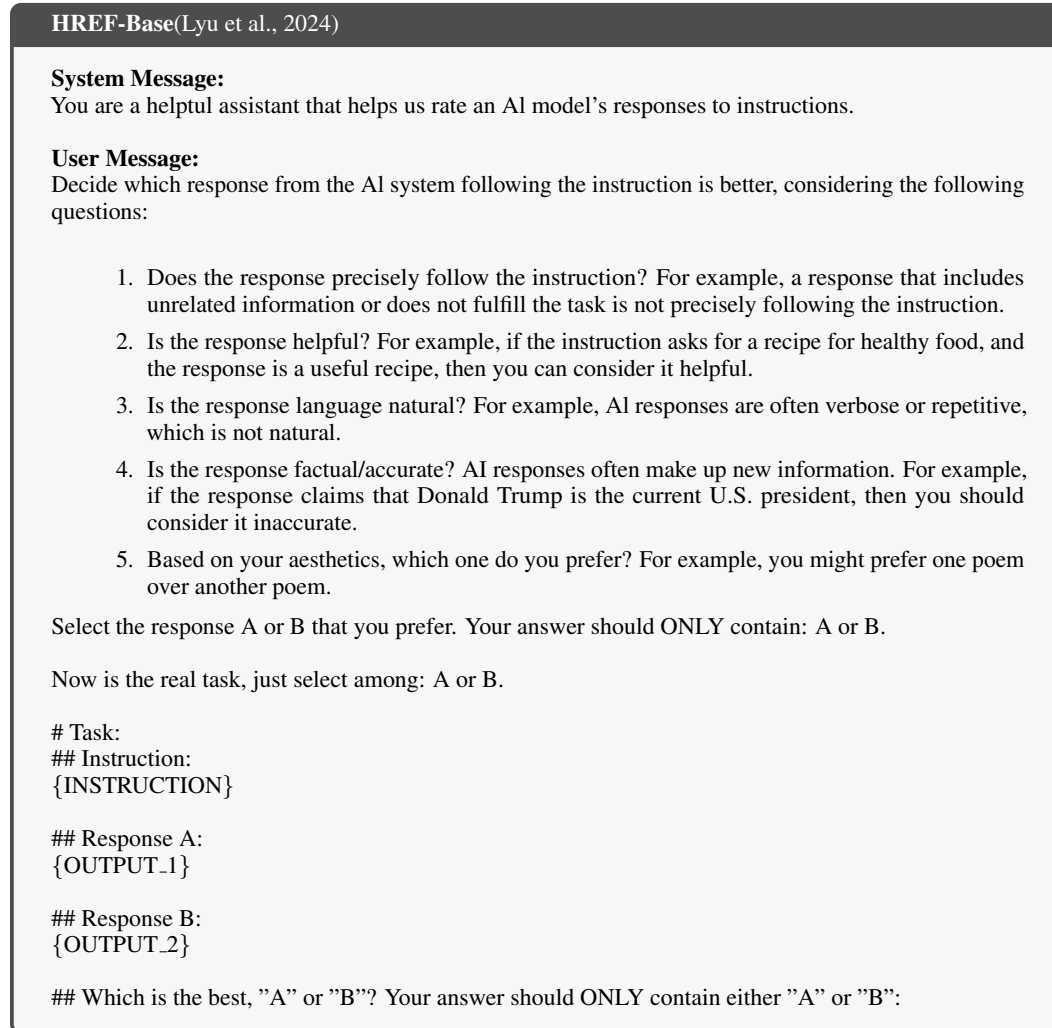 HREF-Base(Lyu et al., 2024)
System Message:
You are a helptul assistant that helps us rate an Al model's responses to instructions.
User Message:
Decide which response from the Al system following the instruction is better, considering the following
questions:
1. Does the response precisely follow the instruction? For example, a response that includes
unrelated information or does not fulfill the task is not precisely following the instruction.
2. Is the response helpful? For example, if the instruction asks for a recipe for healthy food, and
the response is a useful recipe, then you can consider it helpful.
3. Is the response language natural? For example, Al responses are often verbose or repetitive,
which is not natural.
4. Is the response factual/accurate? AI responses often make up new information. For example,
if the response claims that Donald Trump is the current U.S. president, then you should
consider it inaccurate.
5. Based on your aesthetics, which one do you prefer? For example, you might prefer one poem
over another poem.
Select the response A or B that you prefer. Your answer should ONLY contain: A or B.
Now is the real task, just select among: A or B.
# Task:
## Instruction:
{INSTRUCTION}
## Response A:
{OUTPUT_1}
## Response B:
{OUTPUT_2}
## Which is the best, ”A” or ”B”? Your answer should ONLY contain either ”A” or ”B”: